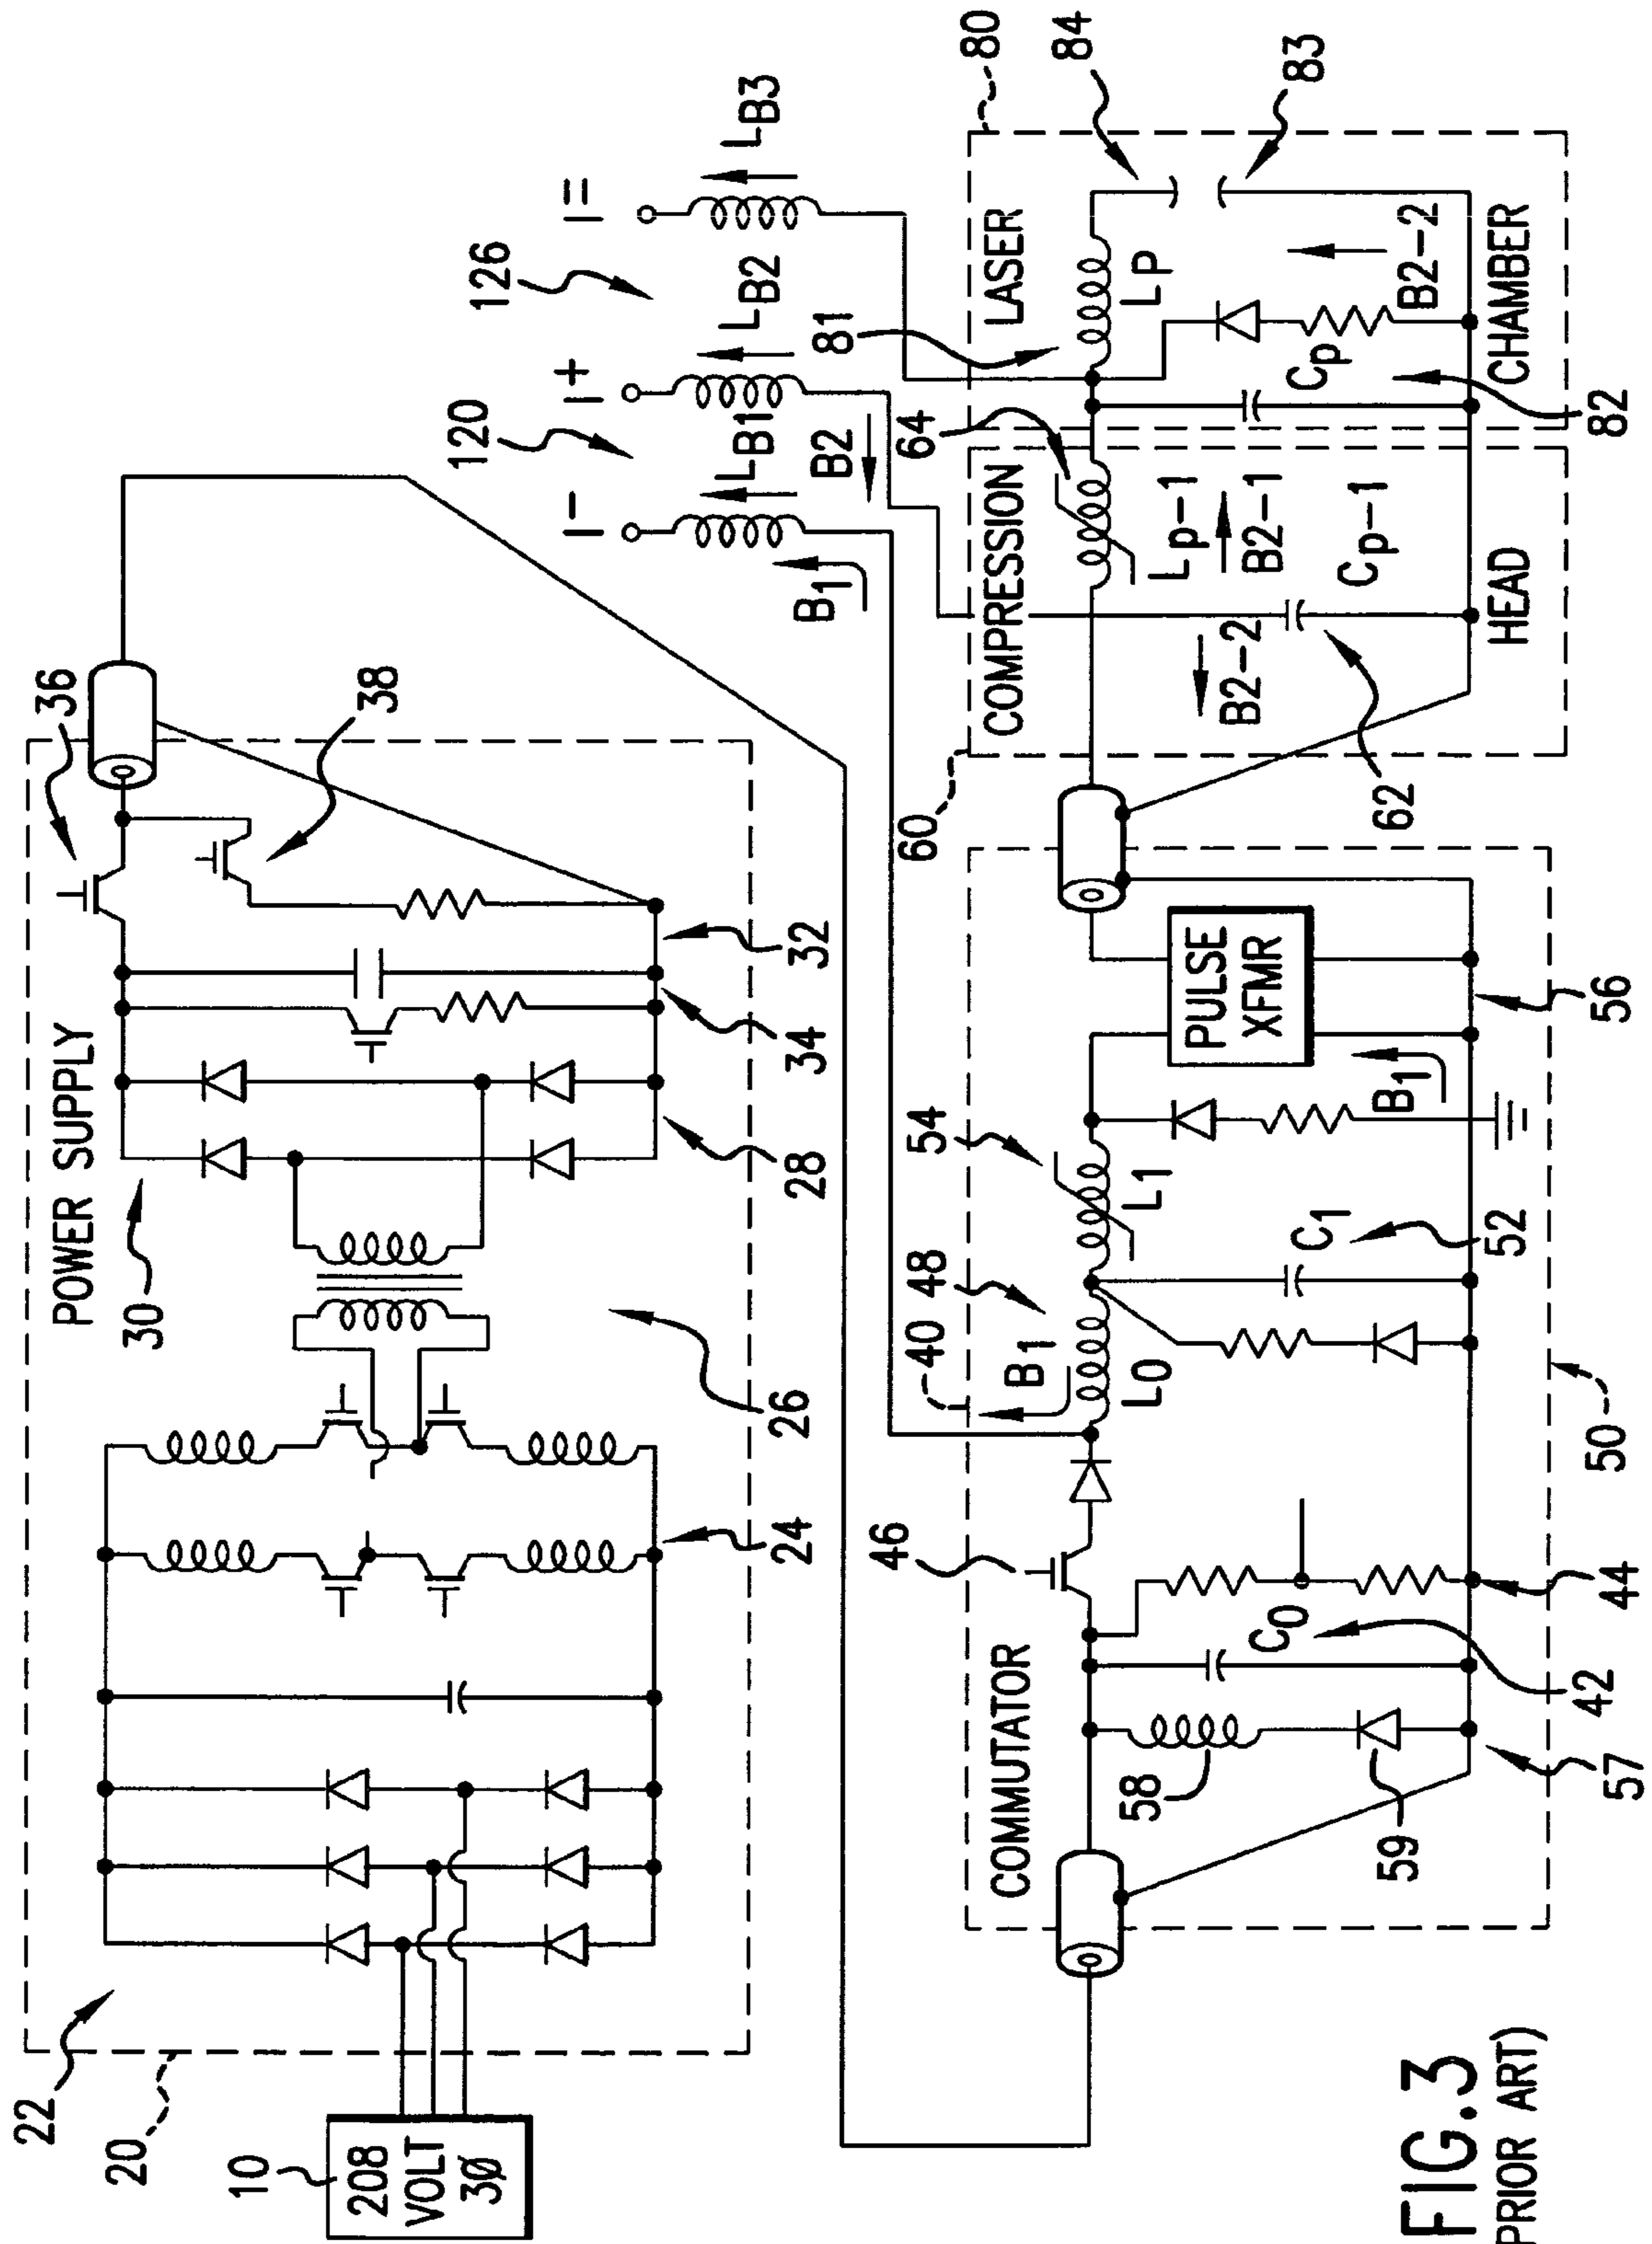 22
20
10
208
VOLT
3Ø
POWER SUPPLY
30
24
26
28
34
32
36
38
120
126
I-
I+
I=
LB1
LB2
LB3
B1
B2
COMMUTATOR
58
59
57
42
C0
44
46
40
48
B1
L0
54
L1
C1
52
50
B1
PULSE
XFMR
56
60
COMPRESSION
HEAD
64
Lp-1
B2-1
Cp-1
B2-2
62
80
LASER
CHAMBER
81
LP
Cp
82
B2-2
84
83
FIG.3
PRIOR ART)